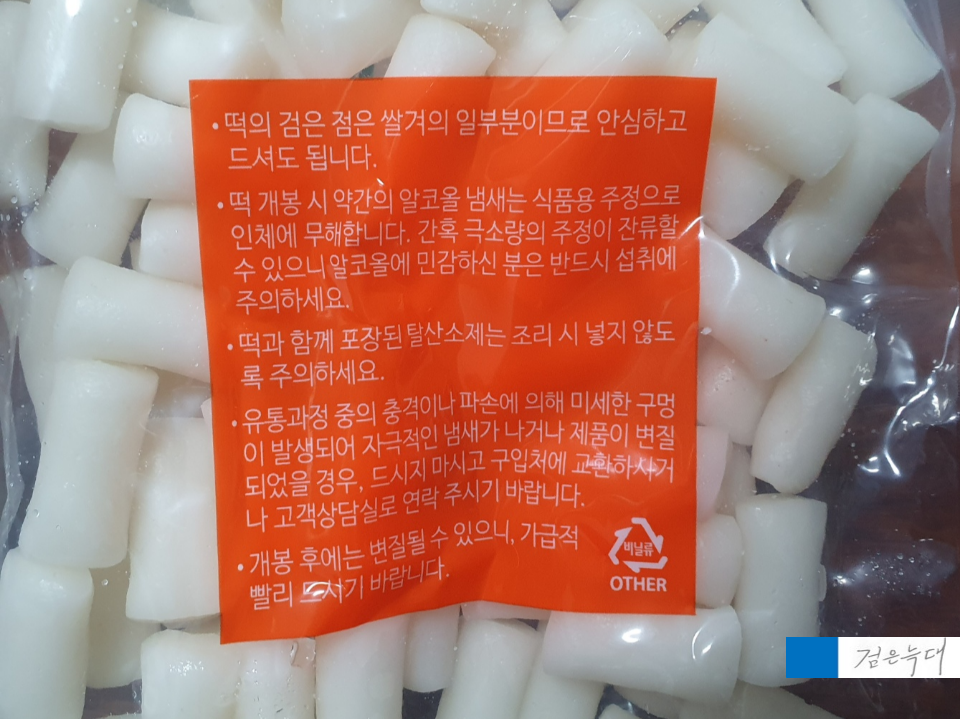 • 떡의 검은 점은 쌀겨의 일부분이므로 안심하고
드셔도 됩니다.
• 떡 개봉 시 약간의 알코올 냄새는 식품용 주정으로
인체에 무해합니다. 간혹 극소량의 주정이 잔류할
수 있으니 알코올에 민감하신 분은 반드시 섭취에
주의하세요.
• 떡과 함께 포장된 탈산소제는 조리 시 넣지 않도
록 주의하세요.
• 유통과정 중의 충격이나 파손에 의해 미세한 구멍
이 발생되어 자극적인 냄새가 나거나 제품이 변질
되었을 경우, 드시지 마시고 구입처에 교환하시거
나 고객상담실로 연락 주시기 바랍니다.
• 개봉 후에는 변질될 수 있으니, 가급적
빨리 드시기 바랍니다.
비닐류
OTHER
검은늑대